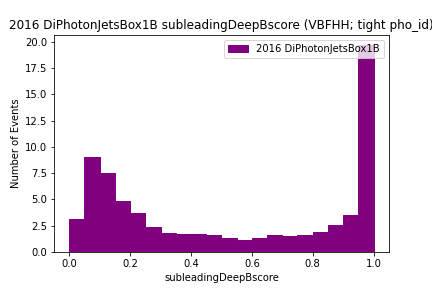 2016 DiPhotonJetsBox1B subleadingDeepBscore (VBFHH; tight pho_id)
20.0
17.5
15.0
12.5
10.0
7.5
5.0
2.5
0.0
Number of Events
2016 DiPhotonJetsBox1B
0.0 0.2 0.4 0.6 0.8 1.0
subleadingDeepBscore